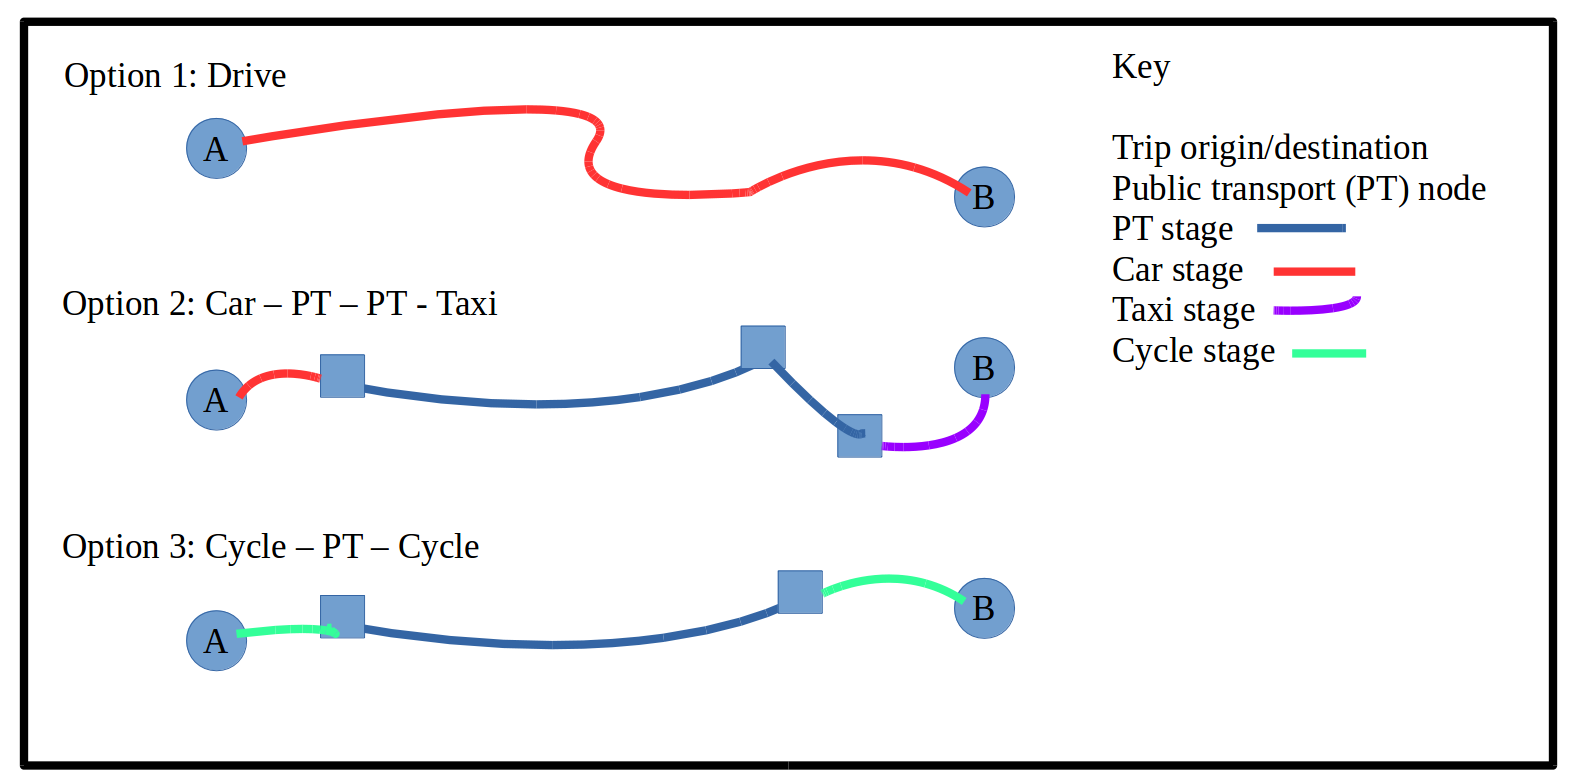 Option 1: Drive
A
B
Option 2: Car – PT – PT - Taxi
A
B
Option 3: Cycle – PT – Cycle
A
B
Key
Trip origin/destination
Public transport (PT) node
PT stage
Car stage
Taxi stage
Cycle stage